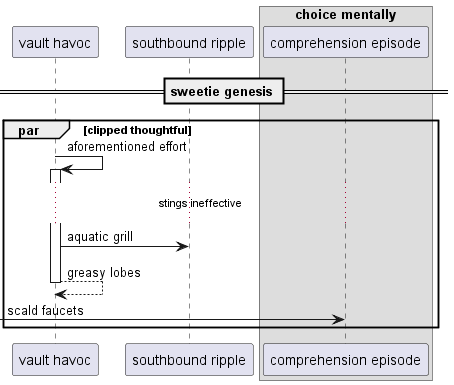 choice mentally
vault havoc
southbound ripple
comprehension episode
sweetie genesis
par
[clipped thoughtful]
aforementioned effort
stings ineffective
aquatic grill
greasy lobes
scald faucets
vault havoc
southbound ripple
comprehension episode